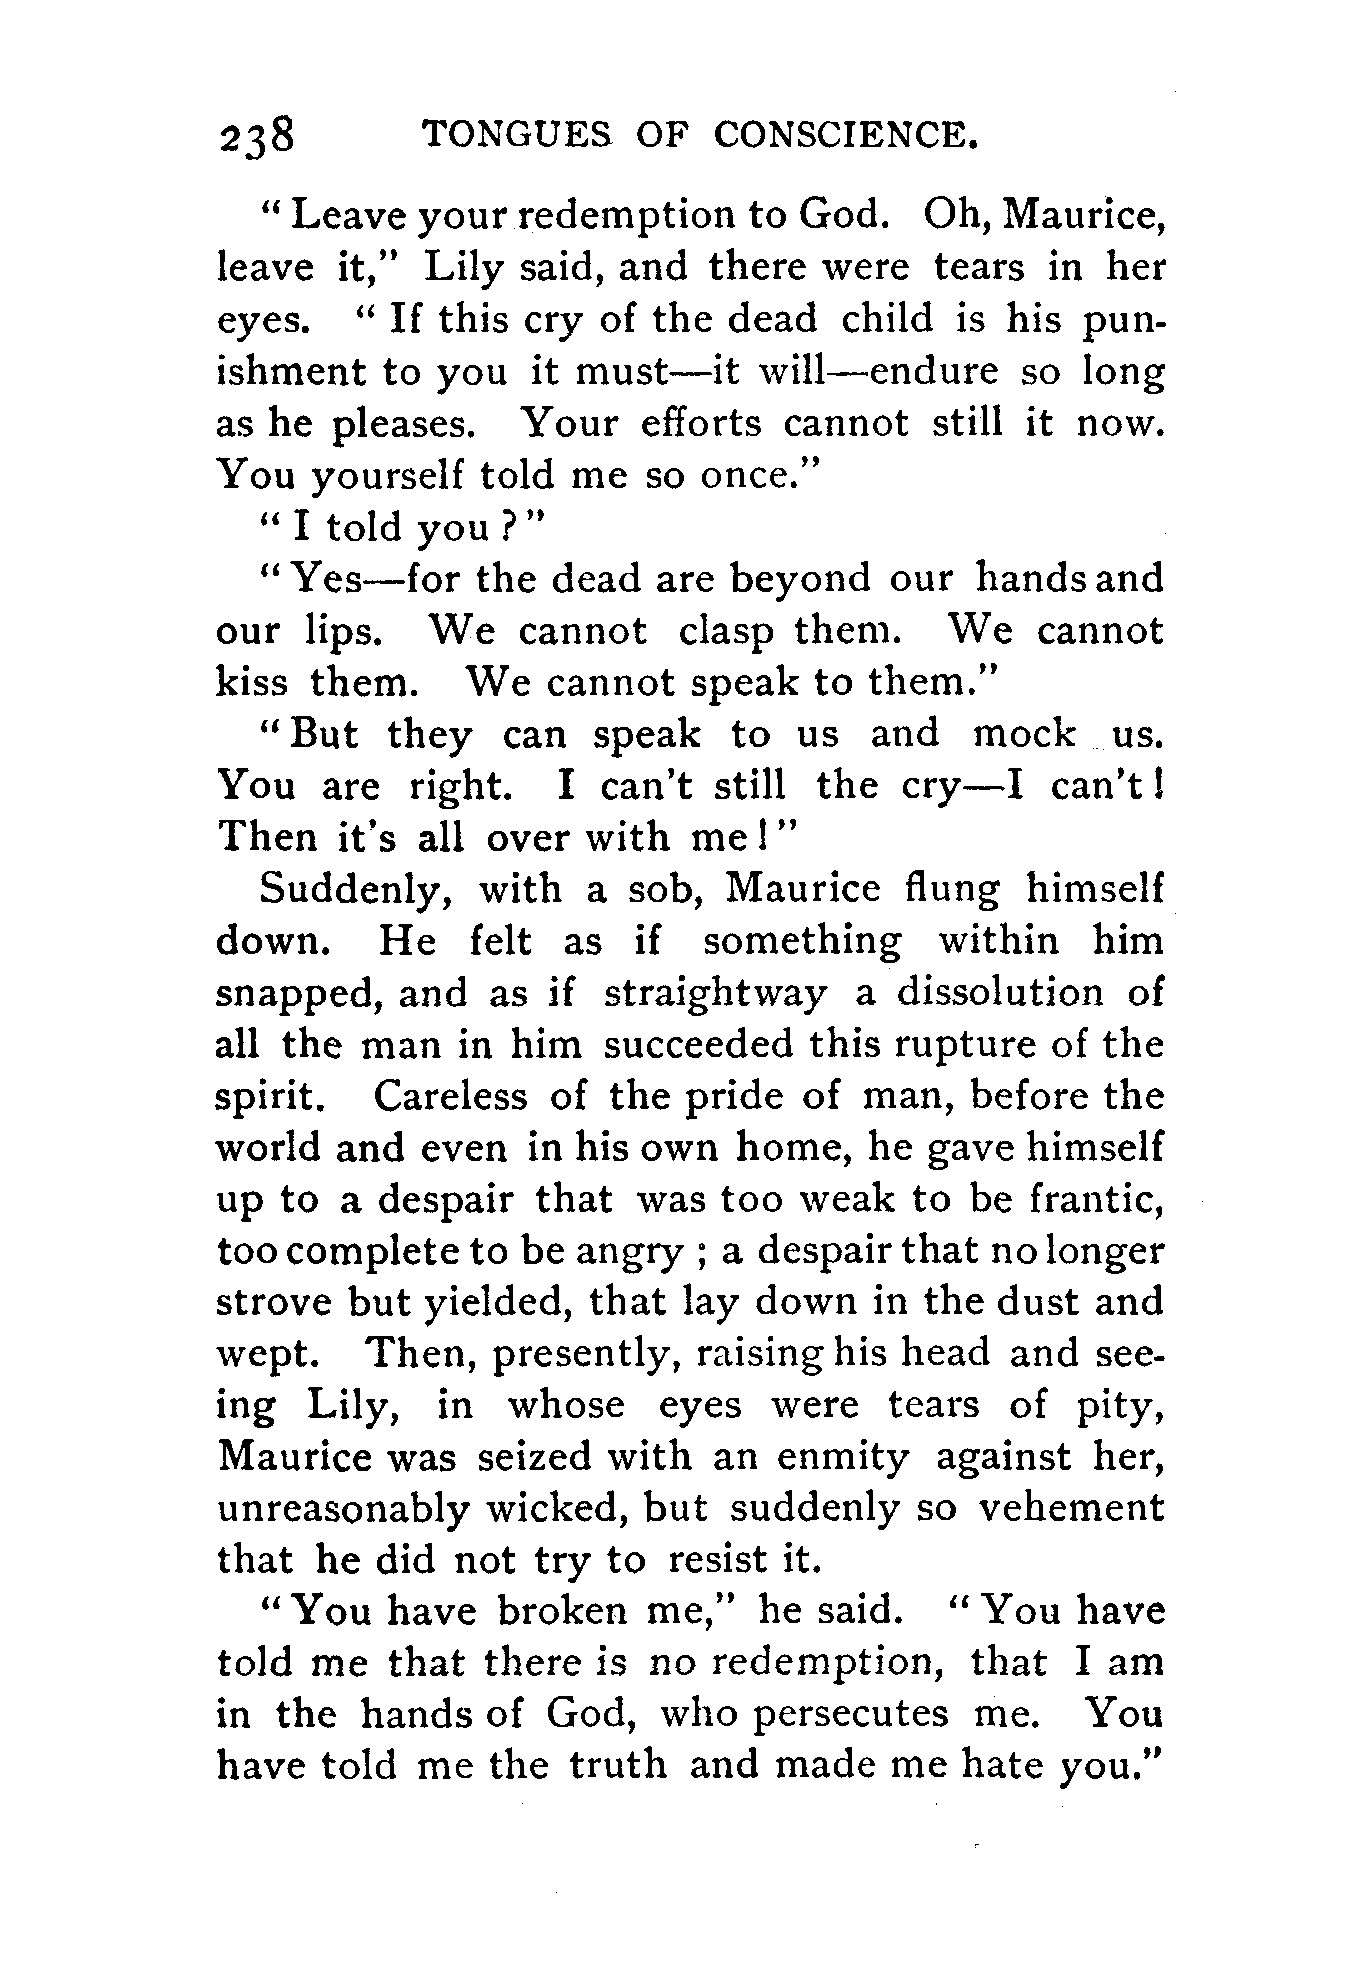 238 TONGUES OF CONSCIENCE.
“ Leave your redemption to God. Oh, Maurice,
leave it,” Lily said, and there were tears in her
eyes. “ If this cry of the dead child is his pun-
ishment to you it must—it will—endure so long
as he pleases. Your efforts cannot still it now.
You yourself told me so once.”
“ I told you ? ”
“ Yes—for the dead are beyond our hands and
our lips. We cannot clasp them. We cannot
kiss them. We cannot speak to them.”
“ But they can speak to us and mock us.
You are right. I can’t still the cry—I can’t !
Then it’s all over with me ! ”
Suddenly, with a sob, Maurice flung himself
down. He felt as if something within him
snapped, and as if straightway a dissolution of
all the man in him succeeded this rupture of the
spirit. Careless of the pride of man, before the
world and even in his own home, he gave himself
up to a despair that was too weak to be frantic,
too complete to be angry ; a despair that no longer
strove but yielded, that lay down in the dust and
wept. Then, presently, raising his head and see-
ing Lily, in whose eyes were tears of pity,
Maurice was seized with an enmity against her,
unreasonably wicked, but suddenly so vehement
that he did not try to resist it.
“ You have broken me,” he said. “ You have
told me that there is no redemption, that I am
in the hands of God, who persecutes me. You
have told me the truth and made me hate you.”